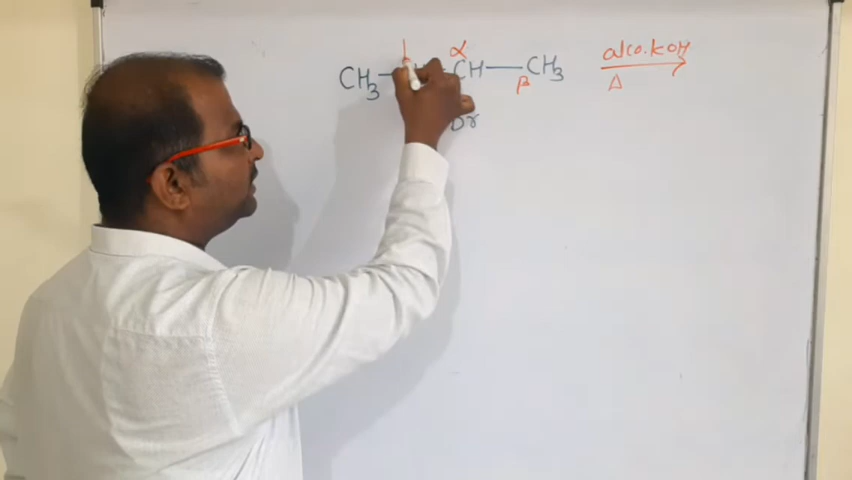 α alco.KOH
CH3 — CH — CH3
β Δ
Br